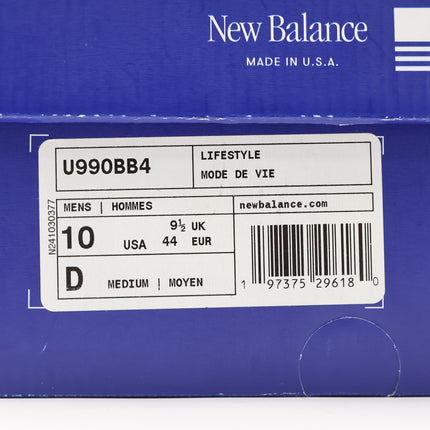 New Balance
MADE IN U.S.A.
U990BB4
LIFESTYLE
MODE DE VIE
MENS | HOMMES
newbalance.com
10 USA
9½ UK
44 EUR
D MEDIUM | MOYEN
N241030377
1 97375 29618 0